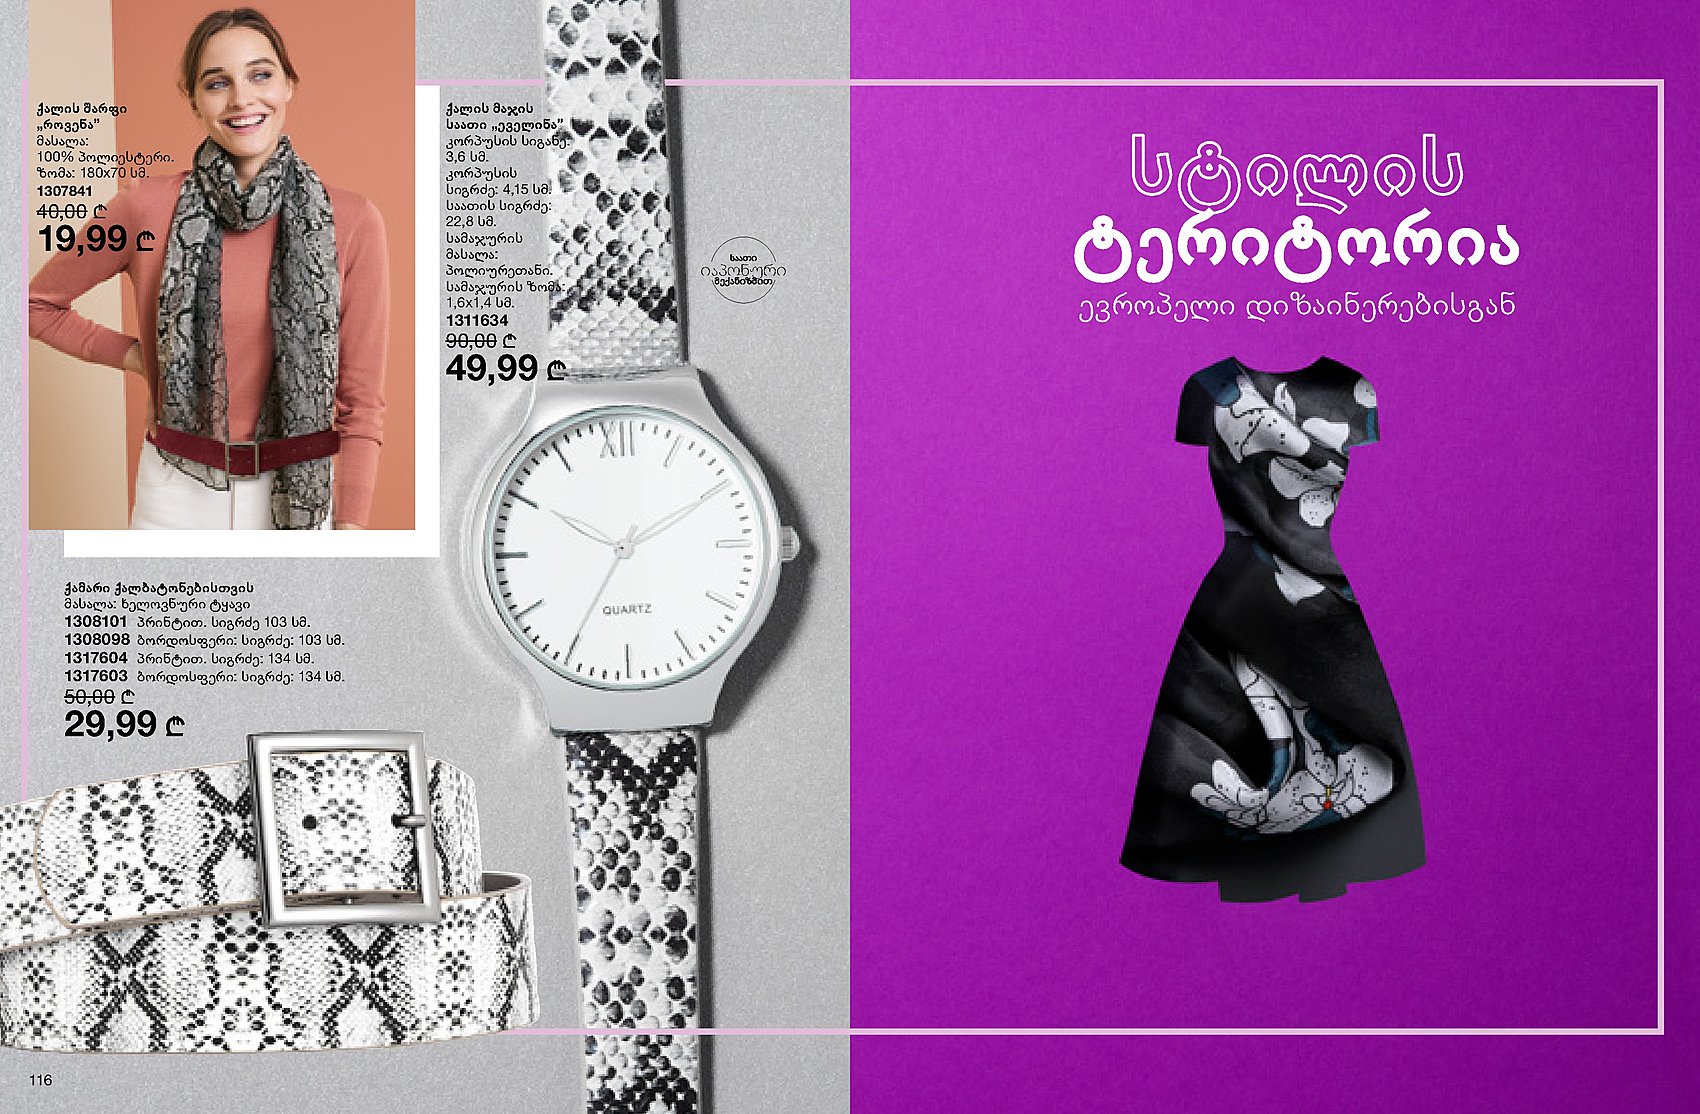 ქალის შარფი
„როვენა”
მასალა:
100% პოლიესტერი.
ზომა: 180x70 სმ.
1307841
40,00 ₾
19,99 ₾
ქალის მაჯის
საათი „ეველინა”
კორპუსის სიგანე:
3,6 სმ.
კორპუსის
სიგრძე: 4,15 სმ.
საათის სიგრძე:
22,8 სმ.
სამაჯურის
მასალა:
პოლიურეთანი.
სამაჯურის ზომა:
1,6x1,4 სმ.
1311634
90,00 ₾
49,99 ₾
საათი
იაპონური
მექანიზმით
XII
QUARTZ
ქამარი ქალბატონებისთვის
მასალა: ხელოვნური ტყავი
1308101 პრინტით. სიგრძე 103 სმ.
1308098 ბორდოსფერი: სიგრძე: 103 სმ.
1317604 პრინტით. სიგრძე: 134 სმ.
1317603 ბორდოსფერი: სიგრძე: 134 სმ.
50,00 ₾
29,99 ₾
116
სტილის
ტერიტორია
ევროპელი დიზაინერებისგან